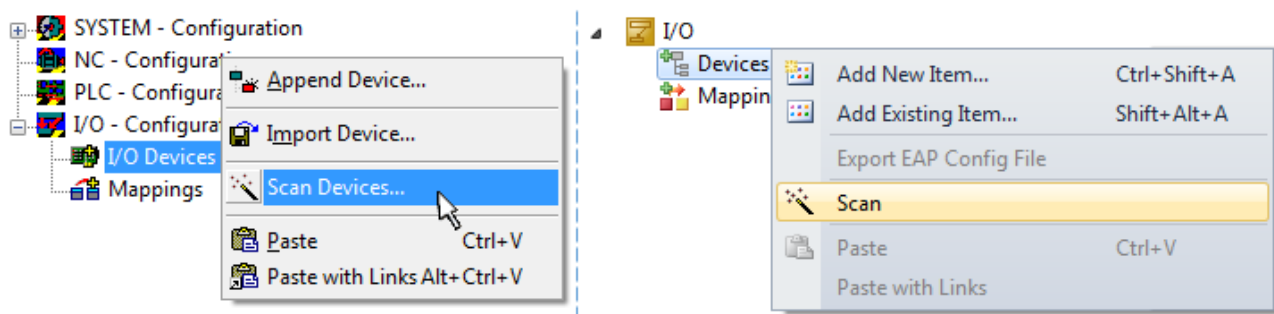 SYSTEM - Configuration
NC - Configurati
PLC - Configura
I/O - Configura
I/O Devices
Mappings
Append Device...
Import Device...
Scan Devices...
Paste Ctrl+V
Paste with Links Alt+Ctrl+V
I/O
Devices
Mappin
Add New Item... Ctrl+Shift+A
Add Existing Item... Shift+Alt+A
Export EAP Config File
Scan
Paste Ctrl+V
Paste with Links